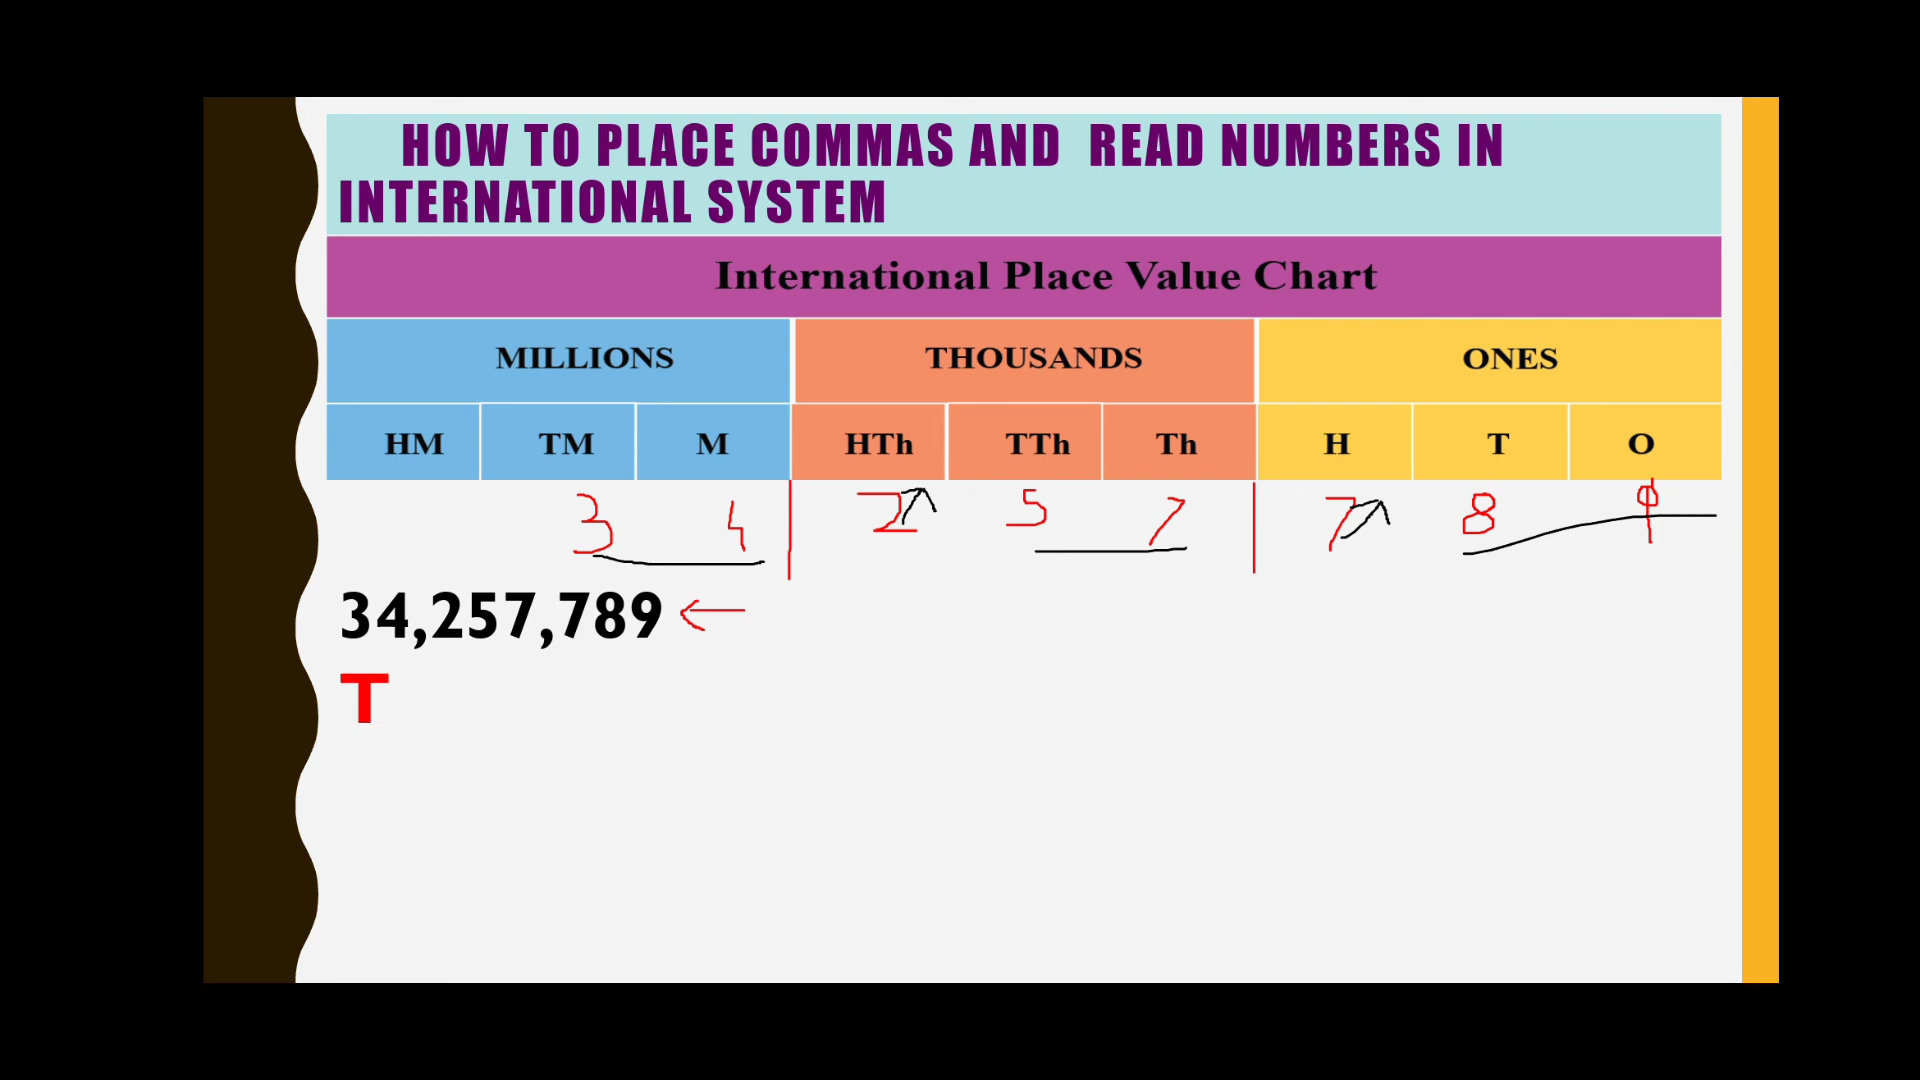 HOW TO PLACE COMMAS AND READ NUMBERS IN
INTERNATIONAL SYSTEM
International Place Value Chart
MILLIONS THOUSANDS ONES
HM TM M HTh TTh Th H T O
3 4 2 5 7 7 8 9
34,257,789
T